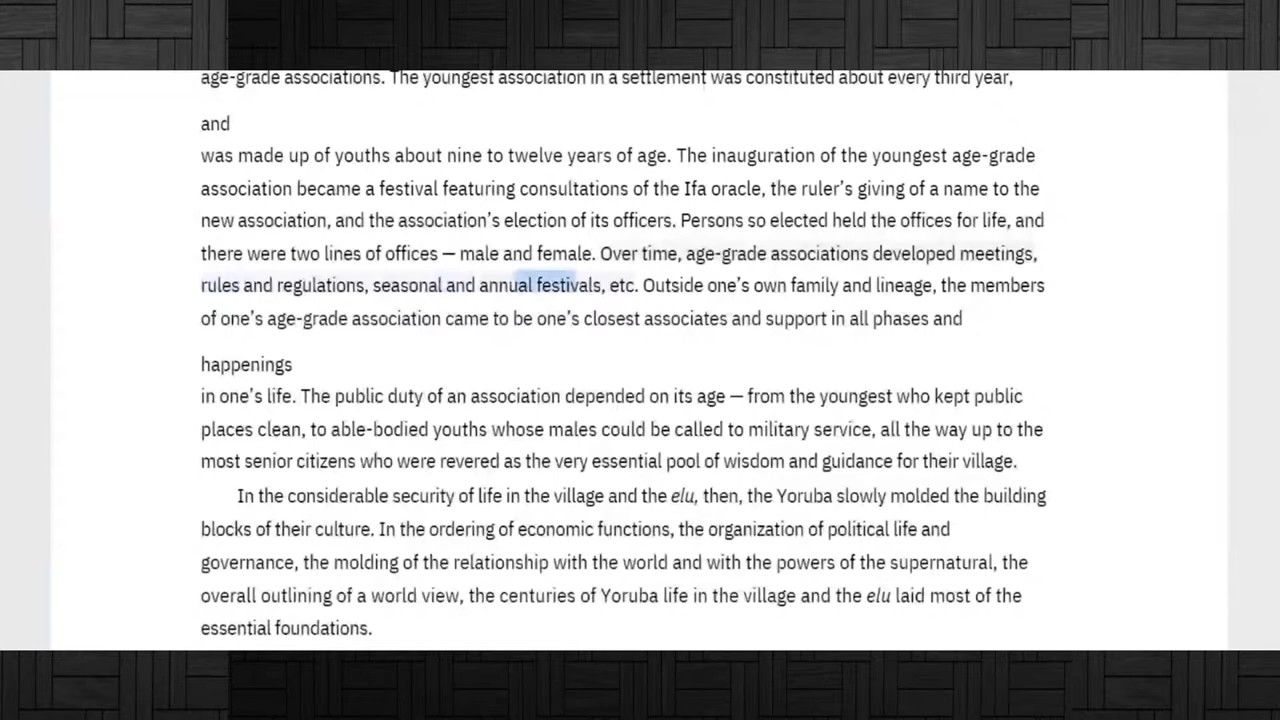 age-grade associations. The youngest association in a settlement was constituted about every third year,
and
was made up of youths about nine to twelve years of age. The inauguration of the youngest age-grade
association became a festival featuring consultations of the Ifa oracle, the ruler’s giving of a name to the
new association, and the association’s election of its officers. Persons so elected held the offices for life, and
there were two lines of offices — male and female. Over time, age-grade associations developed meetings,
rules and regulations, seasonal and annual festivals, etc. Outside one’s own family and lineage, the members
of one’s age-grade association came to be one’s closest associates and support in all phases and
happenings
in one’s life. The public duty of an association depended on its age — from the youngest who kept public
places clean, to able-bodied youths whose males could be called to military service, all the way up to the
most senior citizens who were revered as the very essential pool of wisdom and guidance for their village.
In the considerable security of life in the village and the elu, then, the Yoruba slowly molded the building
blocks of their culture. In the ordering of economic functions, the organization of political life and
governance, the molding of the relationship with the world and with the powers of the supernatural, the
overall outlining of a world view, the centuries of Yoruba life in the village and the elu laid most of the
essential foundations.